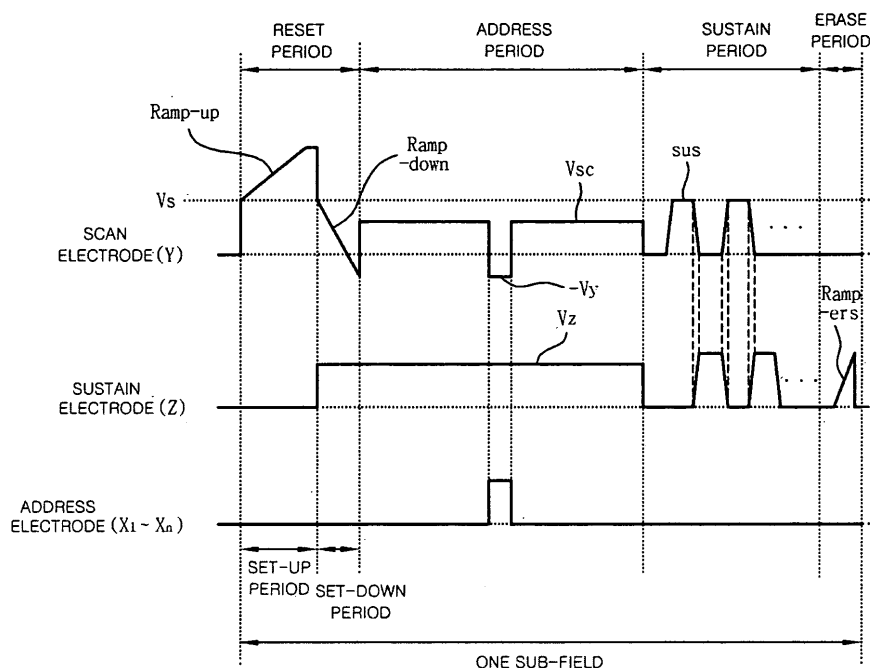 RESET
PERIOD
ADDRESS
PERIOD
SUSTAIN
PERIOD
ERASE
PERIOD
Ramp-up
Ramp
-down
Vsc
sus
Vs
SCAN
ELECTRODE(Y)
-Vy
Ramp
-ers
Vz
SUSTAIN
ELECTRODE(Z)
ADDRESS
ELECTRODE(X1~Xn)
SET-UP
PERIOD
SET-DOWN
PERIOD
ONE SUB-FIELD